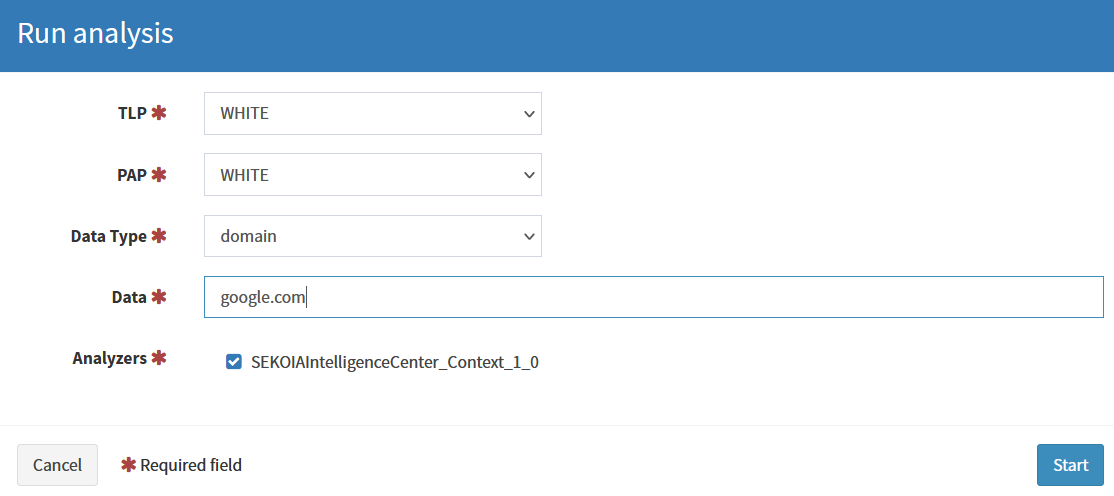 Run analysis
TLP ✱ WHITE
PAP ✱ WHITE
Data Type ✱ domain
Data ✱ google.com
Analyzers ✱ SEKOIAIntelligenceCenter_Context_1_0
Cancel ✱ Required field Start